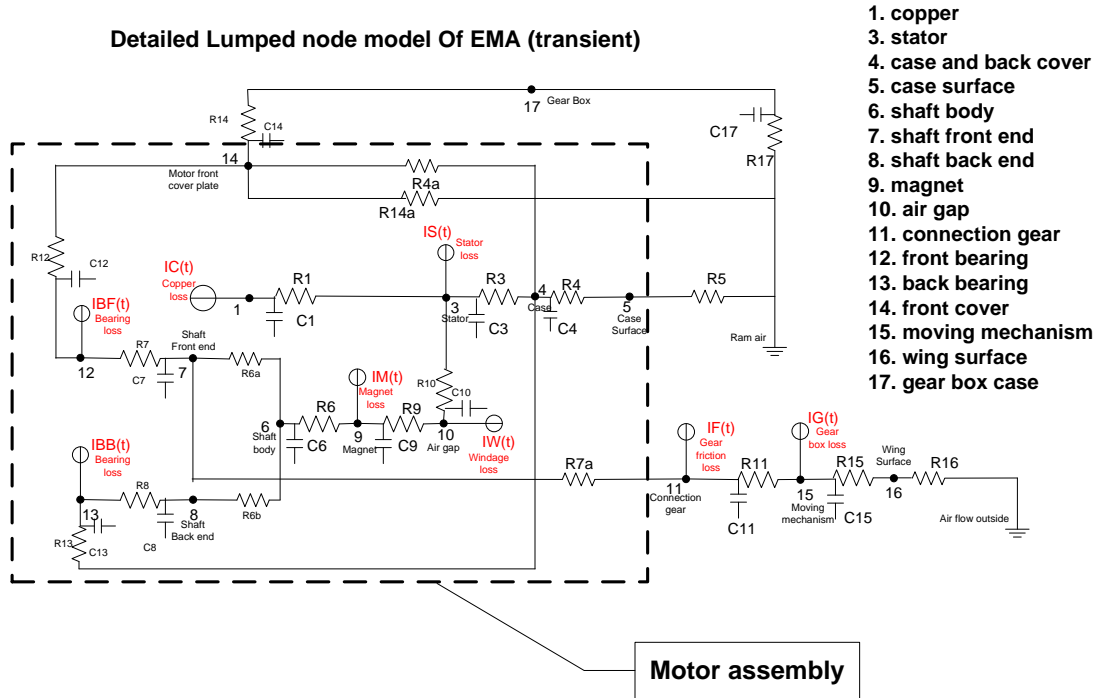 Detailed Lumped node model Of EMA (transient)
1. copper
3. stator
4. case and back cover
5. case surface
6. shaft body
7. shaft front end
8. shaft back end
9. magnet
10. air gap
11. connection gear
12. front bearing
13. back bearing
14. front cover
15. moving mechanism
16. wing surface
17. gear box case
17
Gear Box
R14
C14
C17
R17
14
Motor front
cover plate
R4a
R14a
R12
C12
IS(t)
Stator
loss
IC(t)
Copper
loss
R1
1
C1
3
Stator
R3
C3
4
Case
R4
C4
5
Case
Surface
R5
Ram air
IBF(t)
Bearing
loss
12
R7
C7
7
Shaft
Front end
R6a
IM(t)
Magnet
loss
R10
C10
6
Shaft
body
R6
C6
9
Magnet
R9
C9
10
Air gap
IW(t)
Windage
loss
IBB(t)
Bearing
loss
13
R8
C8
8
Shaft
Back end
R6b
R13
C13
R7a
IF(t)
Gear
friction
loss
11
Connection
gear
R11
C11
IG(t)
Gear
box loss
15
Moving
mechanism
R15
C15
Wing
Surface
16
R16
Air flow outside
Motor assembly